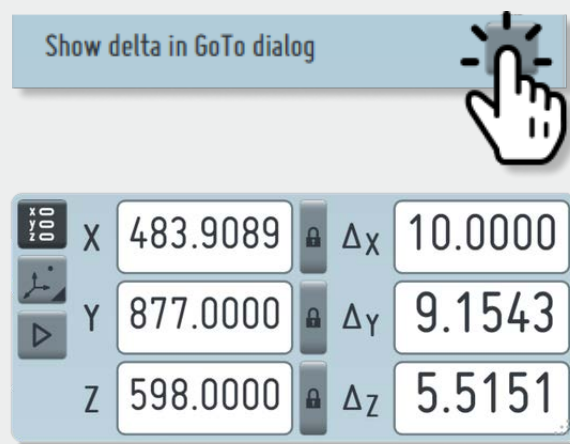 Show delta in GoTo dialog
x
y
z
X 483.9089 ΔX 10.0000
Y 877.0000 ΔY 9.1543
Z 598.0000 ΔZ 5.5151